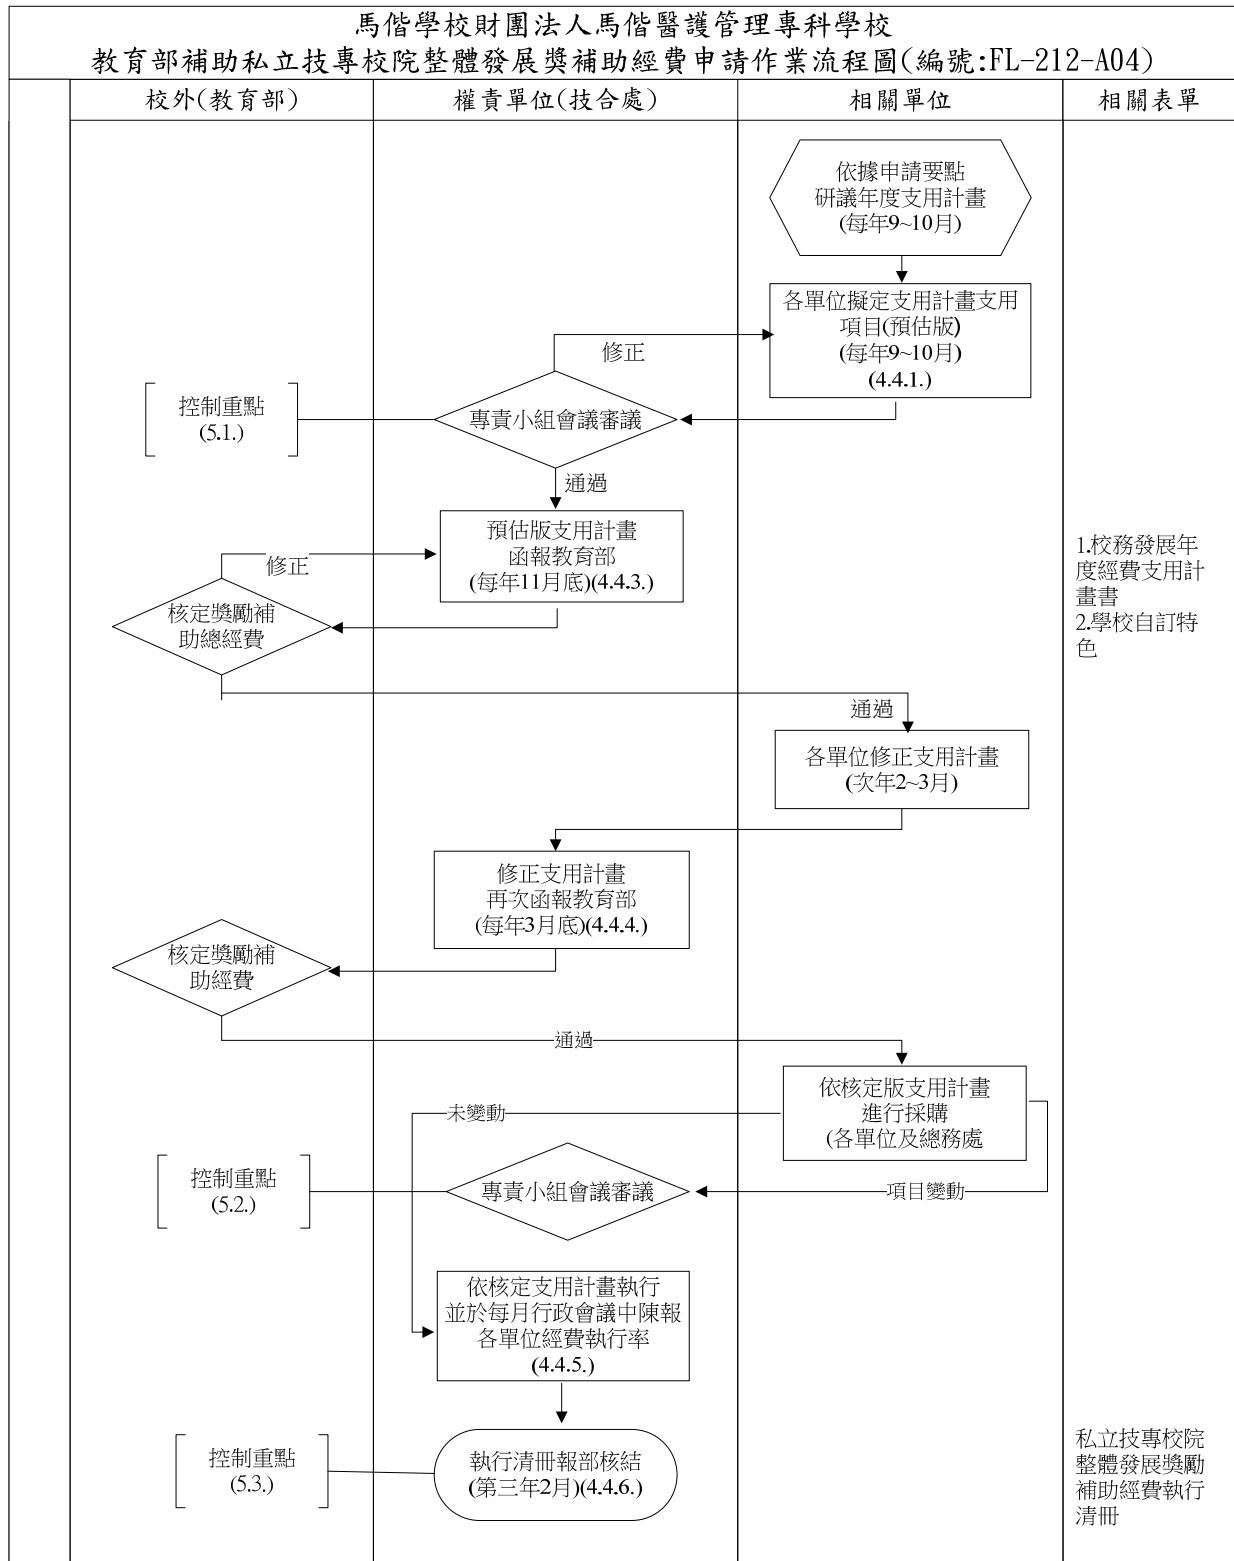 馬偕學校財團法人馬偕醫護管理專科學校
教育部補助私立技專校院整體發展獎補助經費申請作業流程圖(編號:FL-212-A04)
校外(教育部)
權責單位(技合處)
相關單位
相關表單
依據申請要點
研議年度支用計畫
(每年9~10月)
各單位擬定支用計畫支用
項目(預估版)
(每年9~10月)
(4.4.1.)
修正
控制重點
(5.1.)
專責小組會議審議
通過
預估版支用計畫
函報教育部
(每年11月底)(4.4.3.)
修正
核定獎勵補
助總經費
1.校務發展年
度經費支用計
畫書
2.學校自訂特
色
通過
各單位修正支用計畫
(次年2~3月)
修正支用計畫
再次函報教育部
(每年3月底)(4.4.4.)
核定獎勵補
助經費
通過
依核定版支用計畫
進行採購
(各單位及總務處
未變動
控制重點
(5.2.)
專責小組會議審議
項目變動
依核定支用計畫執行
並於每月行政會議中陳報
各單位經費執行率
(4.4.5.)
控制重點
(5.3.)
執行清冊報部核結
(第三年2月)(4.4.6.)
私立技專校院
整體發展獎勵
補助經費執行
清冊